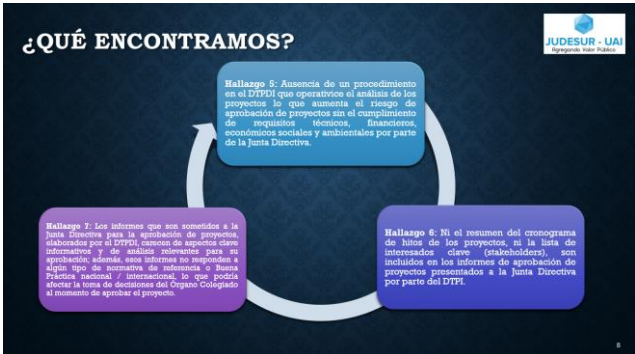 ¿QUÉ ENCONTRAMOS?
JUDESUR - UAI
Agregando Valor Público
Hallazgo 5: Ausencia de un procedimiento
en el DTPDI que operativice el análisis de los
proyectos lo que aumenta el riesgo de
aprobación de proyectos sin el cumplimiento
de requisitos técnicos, financieros,
económicos sociales y ambientales por parte
de la Junta Directiva.
Hallazgo 7: Los informes que son sometidos a la
Junta Directiva para la aprobación de proyectos,
elaborados por el DTPDI, carecen de aspectos clave
informativos y de análisis relevantes para su
aprobación; además, esos informes no responden a
algún tipo de normativa de referencia o Buena
Práctica nacional / internacional, lo que podría
afectar la toma de decisiones del Órgano Colegiado
al momento de aprobar el proyecto.
Hallazgo 6: Ni el resumen del cronograma
de hitos de los proyectos, ni la lista de
interesados clave (stakeholders), son
incluidos en los informes de aprobación de
proyectos presentados a la Junta Directiva
por parte del DTPI.
8